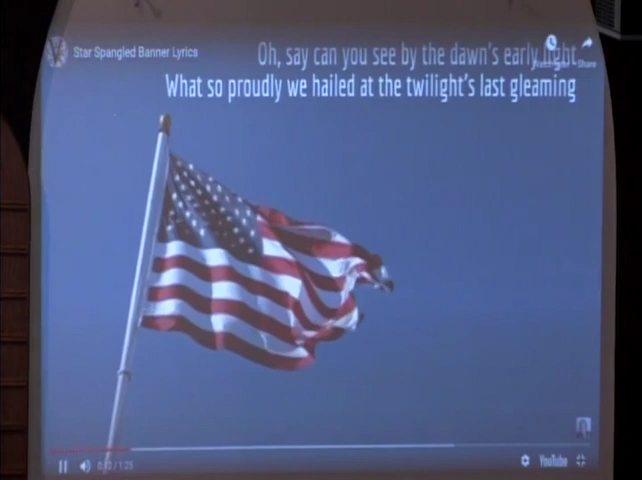 Star Spangled Banner Lyrics
Oh, say can you see by the dawn's early light
Share
What so proudly we hailed at the twilight's last gleaming
YouTube